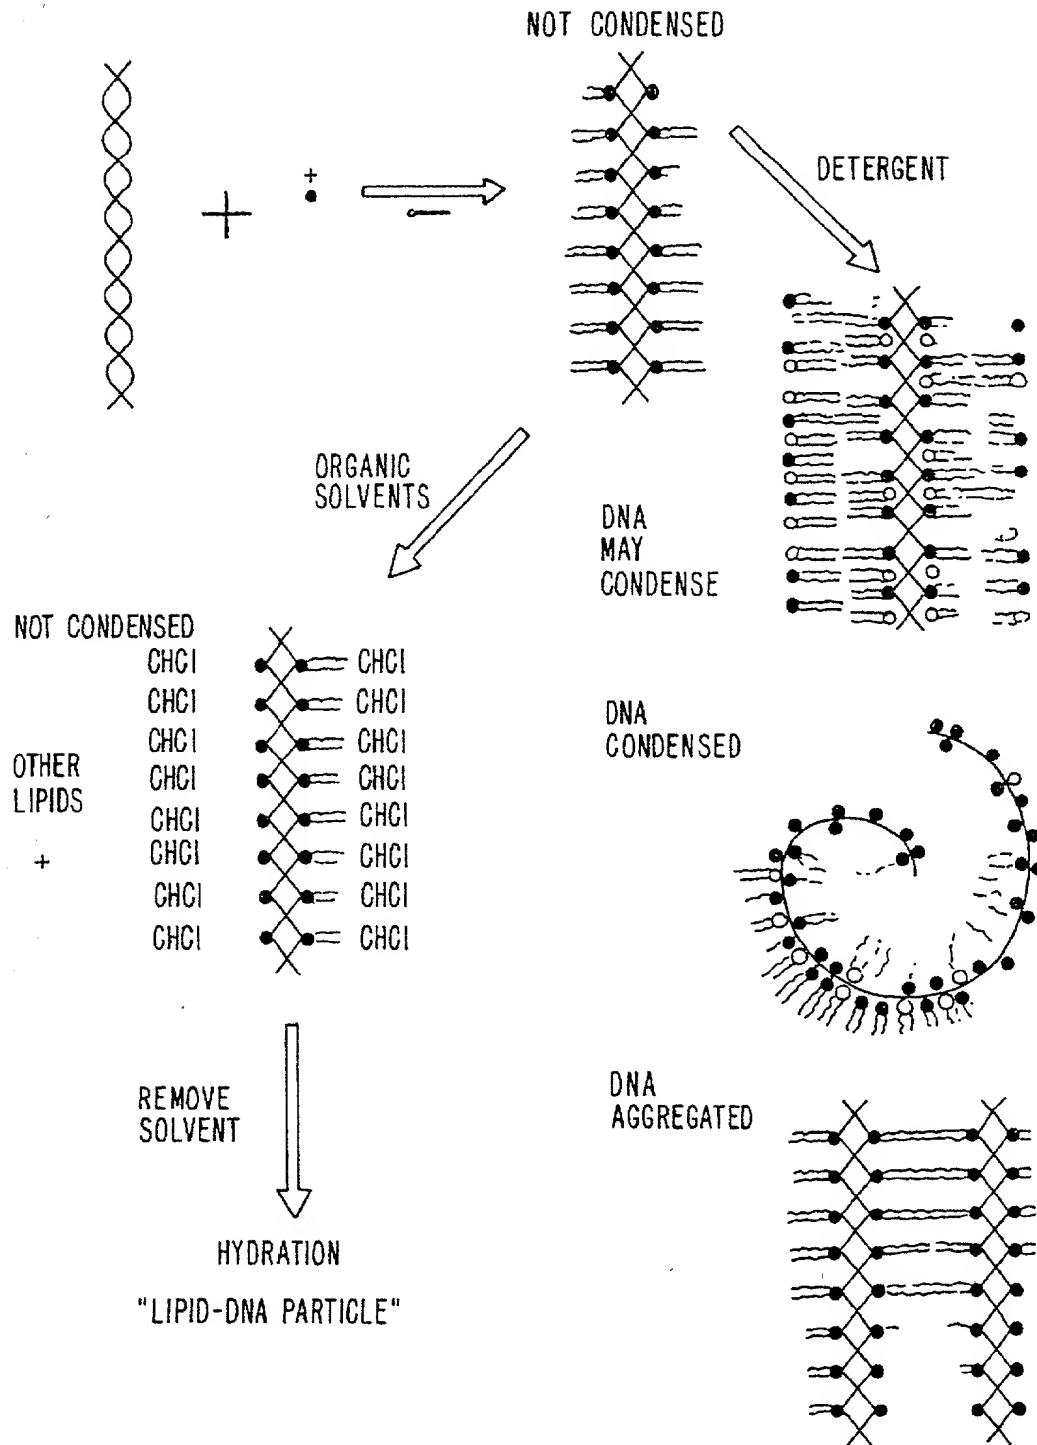 NOT CONDENSED
+
+
DETERGENT
ORGANIC
SOLVENTS
DNA
MAY
CONDENSE
NOT CONDENSED
CHCl CHCl
CHCl CHCl
CHCl CHCl
CHCl CHCl
CHCl CHCl
CHCl CHCl
CHCl CHCl
CHCl CHCl
OTHER
LIPIDS
+
DNA
CONDENSED
REMOVE
SOLVENT
HYDRATION
"LIPID-DNA PARTICLE"
DNA
AGGREGATED